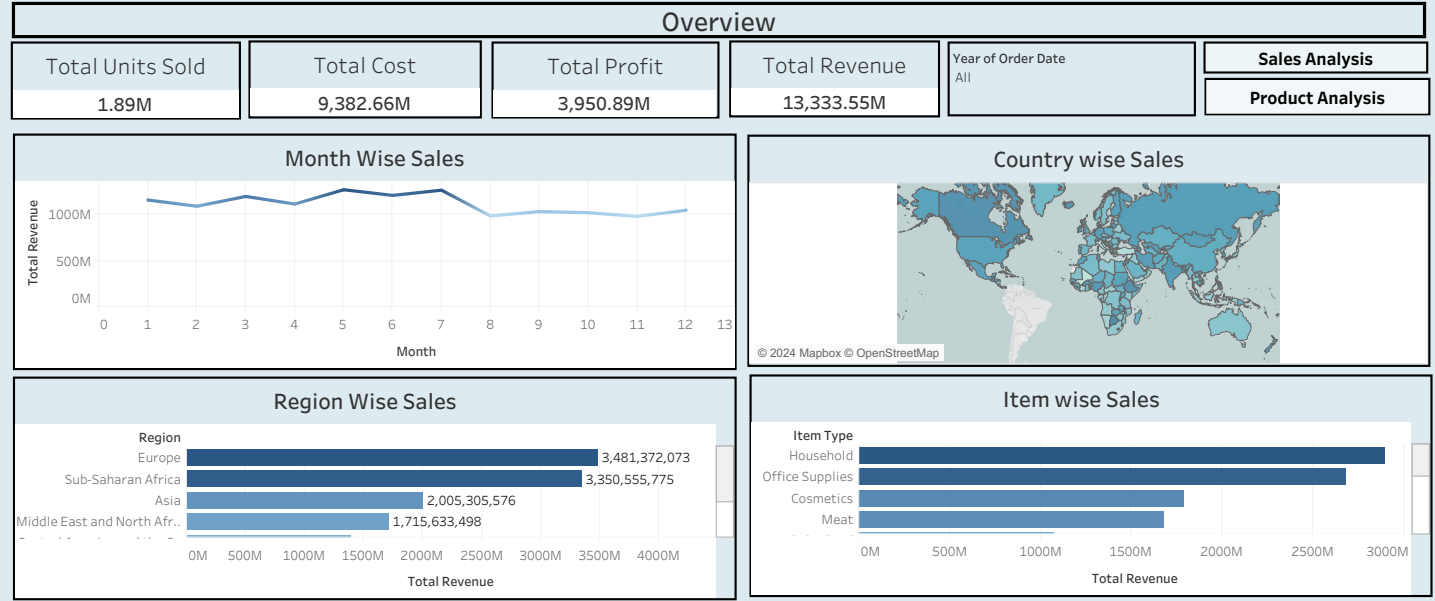 Overview
Total Units Sold
1.89M
Total Cost
9,382.66M
Total Profit
3,950.89M
Total Revenue
13,333.55M
Year of Order Date
All
Sales Analysis
Product Analysis
Month Wise Sales
Total Revenue
1000M
500M
0M
0 1 2 3 4 5 6 7 8 9 10 11 12 13
Month
Country wise Sales
© 2024 Mapbox © OpenStreetMap
Region Wise Sales
Region
Europe 3,481,372,073
Sub-Saharan Africa 3,350,555,775
Asia 2,005,305,576
Middle East and North Afr.. 1,715,633,498
0M 500M 1000M 1500M 2000M 2500M 3000M 3500M 4000M
Total Revenue
Item wise Sales
Item Type
Household
Office Supplies
Cosmetics
Meat
0M 500M 1000M 1500M 2000M 2500M 3000M
Total Revenue